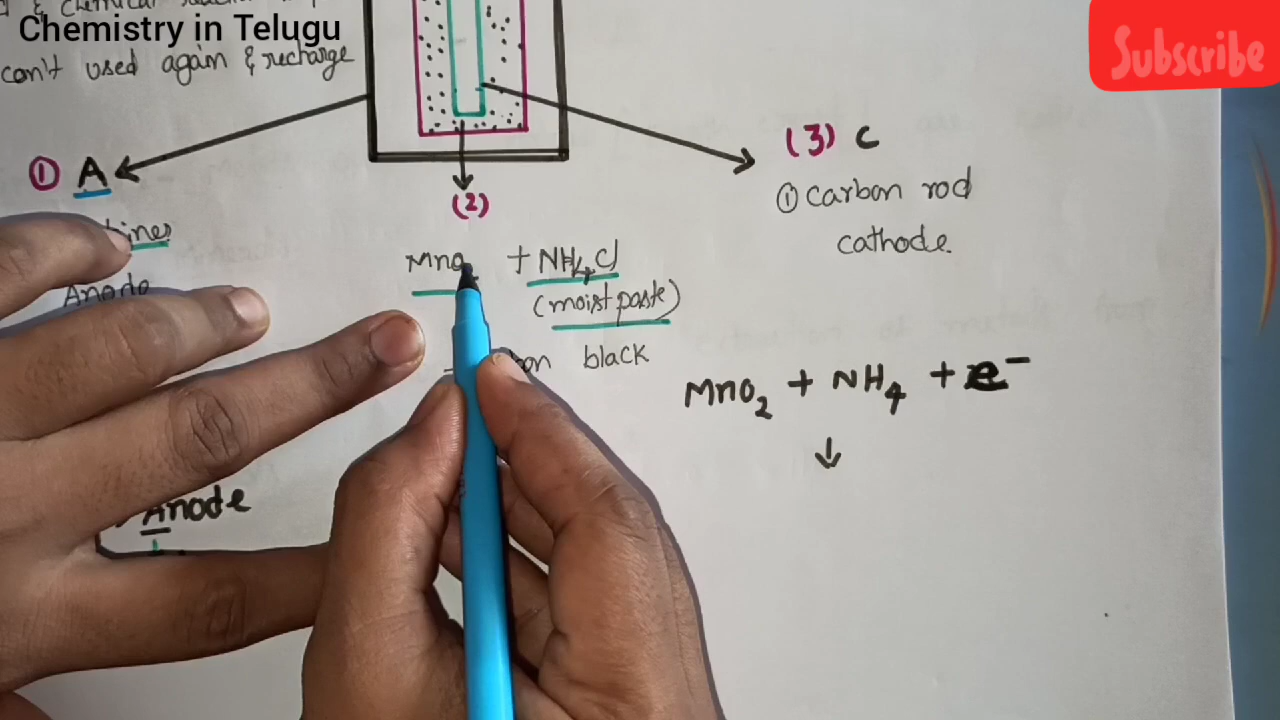 Chemistry in Telugu
Subscribe
& chemical
can't used again & recharge
① A
(3) C
① Carbon rod
cathode.
(2)
MnO + NH4Cl
(moist paste)
black
Anode
MnO2 + NH4 + e-
↓
Anode